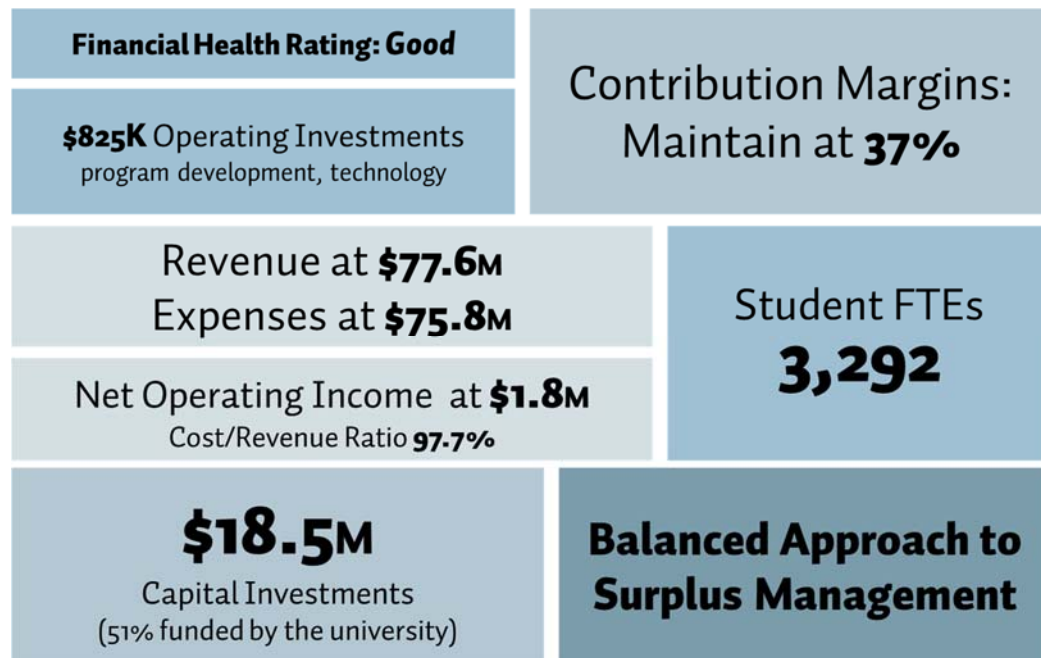 Financial Health Rating: Good
$825K Operating Investments
program development, technology
Contribution Margins:
Maintain at 37%
Revenue at $77.6M
Expenses at $75.8M
Net Operating Income at $1.8M
Cost/Revenue Ratio 97.7%
Student FTEs
3,292
$18.5M
Capital Investments
(51% funded by the university)
Balanced Approach to
Surplus Management